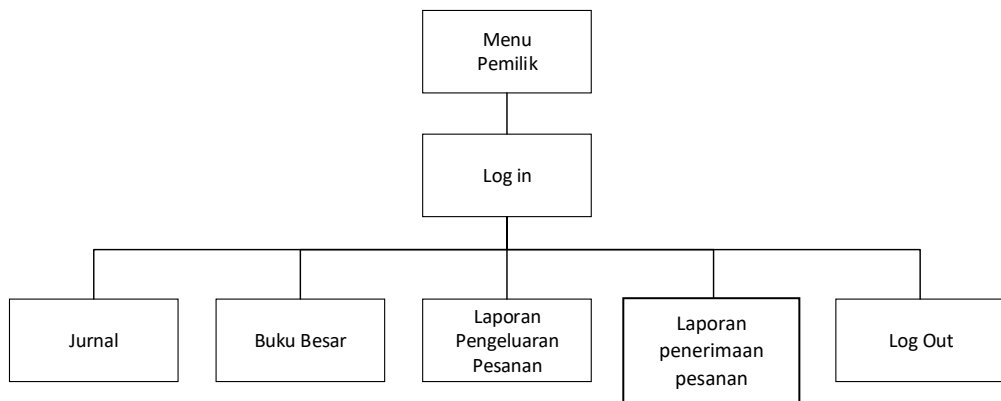 Menu
Pemilik
Log in
Jurnal
Buku Besar
Laporan
Pengeluaran
Pesanan
Laporan
penerimaan
pesanan
Log Out